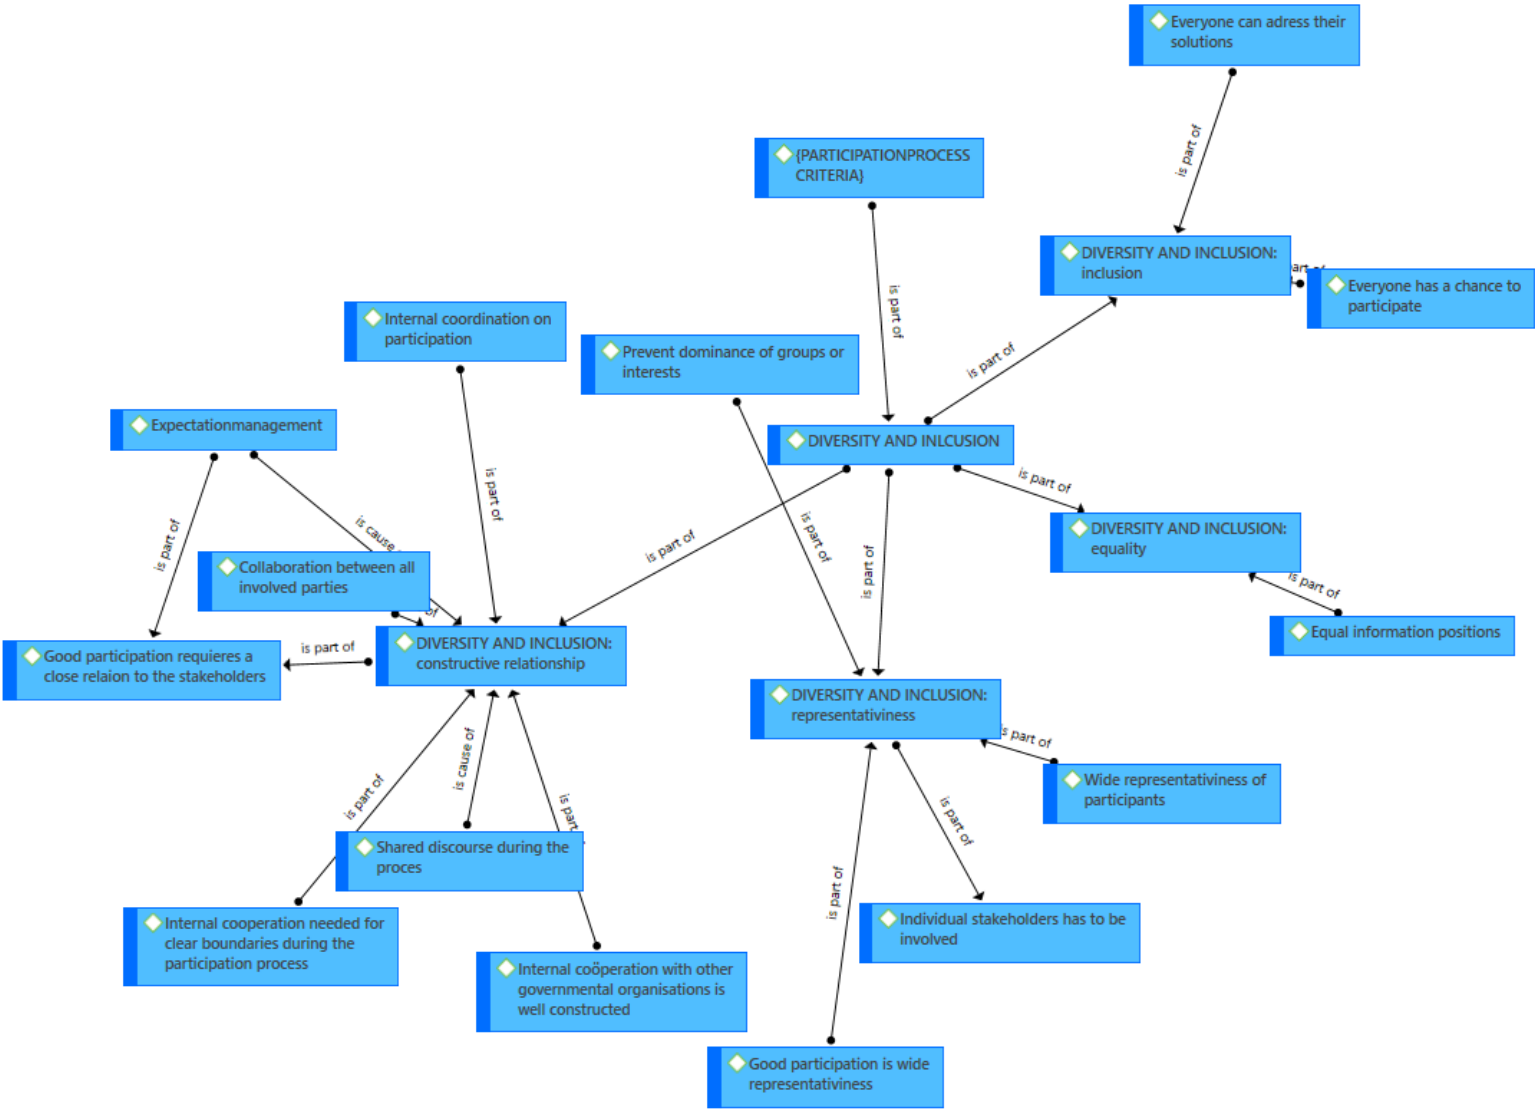 Everyone can adress their
solutions
is part of
{PARTICIPATIONPROCESS
CRITERIA}
is part of
DIVERSITY AND INCLUSION:
inclusion
Everyone has a chance to
participate
is part of
Internal coordination on
participation
Prevent dominance of groups or
interests
Expectationmanagement
DIVERSITY AND INLCUSION
is part of
is part of
is part of
is cause
is part of
is part of
is part of
DIVERSITY AND INCLUSION:
equality
is part of
Collaboration between all
involved parties
of
Equal information positions
DIVERSITY AND INCLUSION:
constructive relationship
is part of
Good participation requieres a
close relaion to the stakeholders
DIVERSITY AND INCLUSION:
representativiness
is part of
is cause of
is part of
is part
is part of
Wide representativiness of
participants
Shared discourse during the
proces
is part of
Individual stakeholders has to be
involved
Internal cooperation needed for
clear boundaries during the
participation process
Internal coöperation with other
governmental organisations is
well constructed
Good participation is wide
representativiness